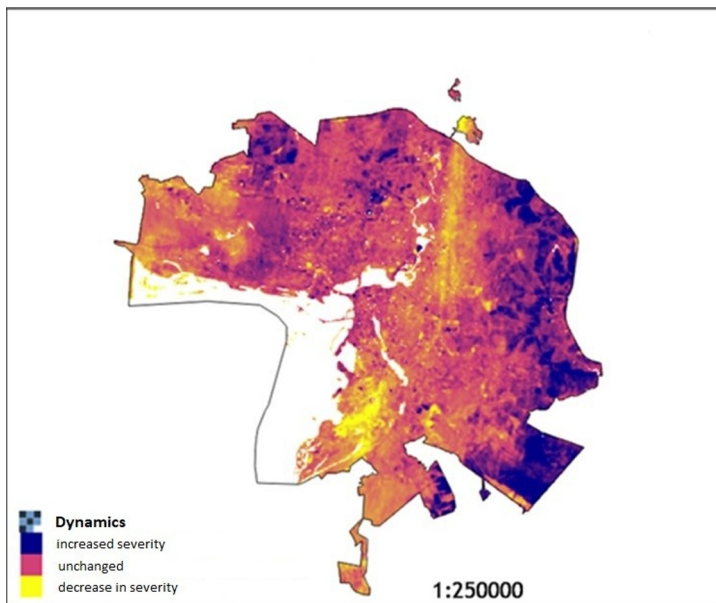 Dynamics
increased severity
unchanged
decrease in severity
1:250000